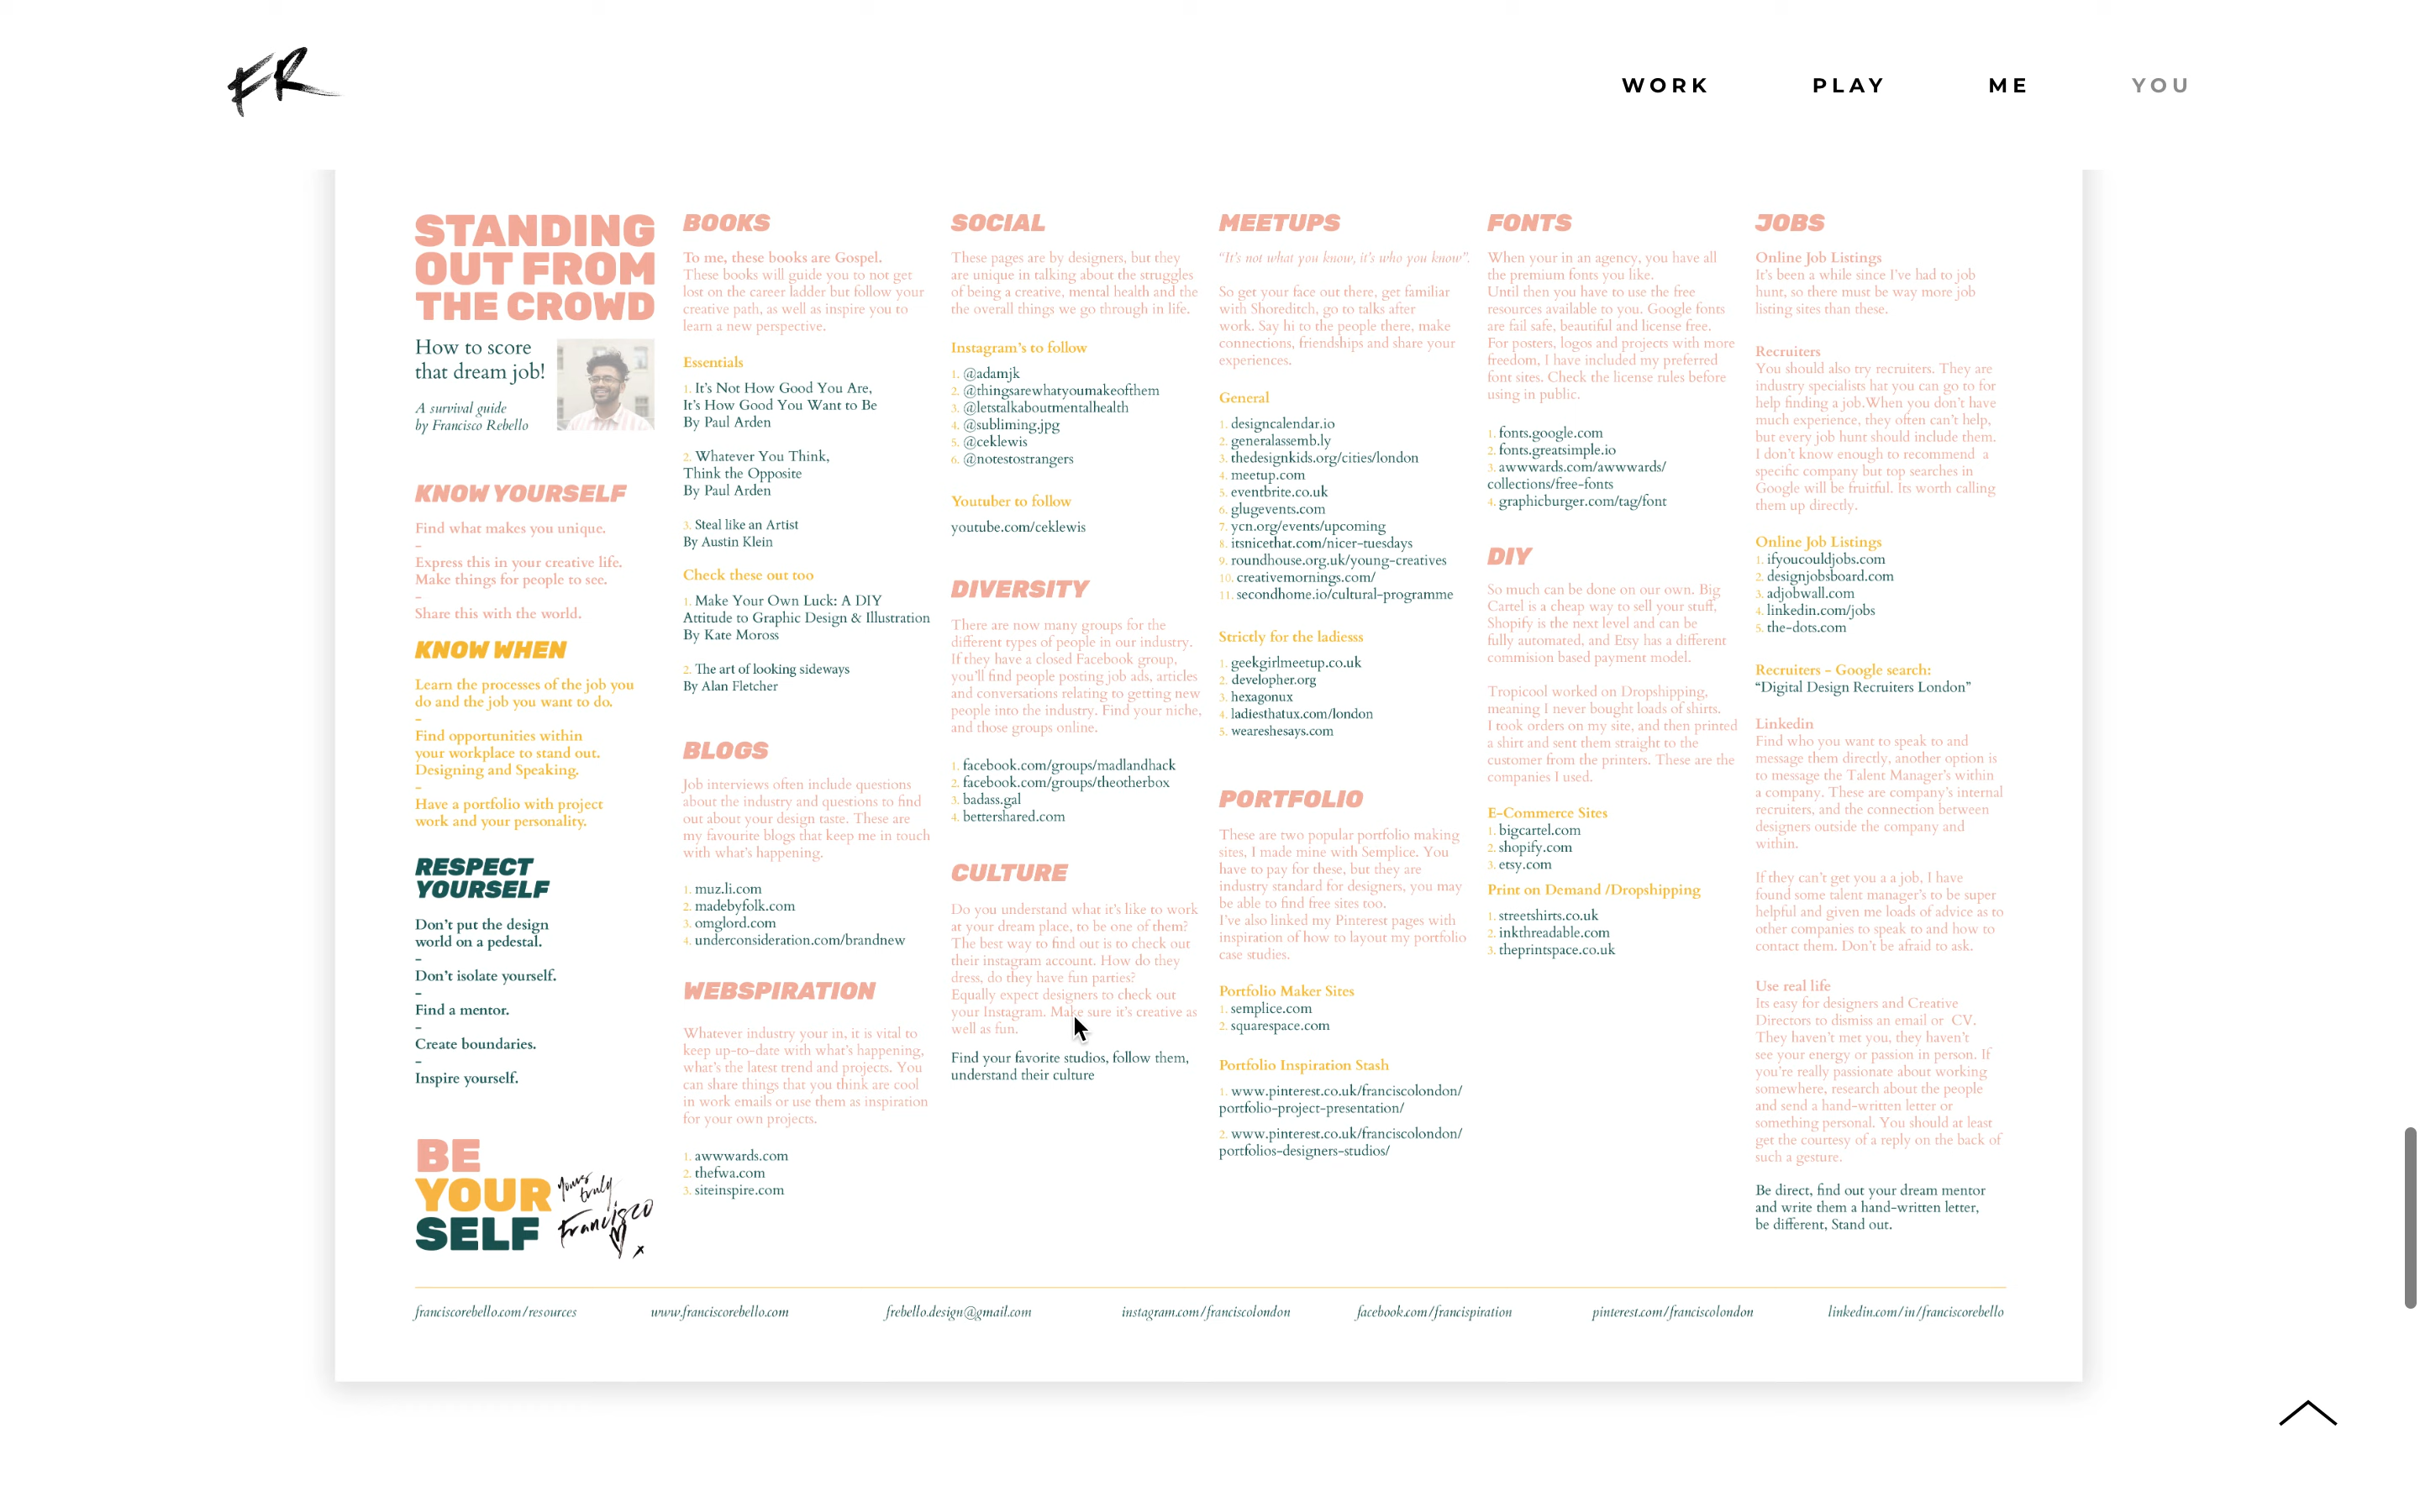 FR
WORK
PLAY
ME
YOU
STANDING
OUT FROM
THE CROWD
How to score
that dream job!
A survival guide
by Francisco Rebello
KNOW YOURSELF
Find what makes you unique.
–
Express this in your creative life.
Make things for people to see.
–
Share this with the world.
KNOW WHEN
Learn the processes of the job you
do and the job you want to do.
–
Find opportunities within
your workplace to stand out.
Designing and Speaking.
–
Have a portfolio with project
work and your personality.
RESPECT
YOURSELF
Don't put the design
world on a pedestal.
–
Don't isolate yourself.
–
Find a mentor.
–
Create boundaries.
–
Inspire yourself.
BE
YOUR
SELF
yours
truly,
Francisco
x
BOOKS
To me, these books are Gospel.
These books will guide you to not get
lost on the career ladder but follow your
creative path, as well as inspire you to
learn a new perspective.
Essentials
1. It's Not How Good You Are,
It's How Good You Want to Be
By Paul Arden
2. Whatever You Think,
Think the Opposite
By Paul Arden
3. Steal like an Artist
By Austin Klein
Check these out too
1. Make Your Own Luck: A DIY
Attitude to Graphic Design & Illustration
By Kate Moross
2. The art of looking sideways
By Alan Fletcher
BLOGS
Job interviews often include questions
about the industry and questions to find
out about your design taste. These are
my favourite blogs that keep me in touch
with what's happening.
1. muz.li.com
2. madebyfolk.com
3. omglord.com
4. underconsideration.com/brandnew
WEBSPIRATION
Whatever industry your in, it is vital to
keep up-to-date with what's happening,
what's the latest trend and projects. You
can share things that you think are cool
in work emails or use them as inspiration
for your own projects.
1. awwwards.com
2. thefwa.com
3. siteinspire.com
SOCIAL
These pages are by designers, but they
are unique in talking about the struggles
of being a creative, mental health and the
the overall things we go through in life.
Instagram's to follow
1. @adamjk
2. @thingsarewhatyoumakeofthem
3. @letstalkaboutmentalhealth
4. @subliming.jpg
5. @ceklewis
6. @notestostrangers
Youtuber to follow
youtube.com/ceklewis
DIVERSITY
There are now many groups for the
different types of people in our industry.
If they have a closed Facebook group,
you'll find people posting job ads, articles
and conversations relating to getting new
people into the industry. Find your niche,
and those groups online.
1. facebook.com/groups/madlandhack
2. facebook.com/groups/theotherbox
3. badass.gal
4. bettershared.com
CULTURE
Do you understand what it's like to work
at your dream place, to be one of them?
The best way to find out is to check out
their instagram account. How do they
dress, do they have fun parties?
Equally expect designers to check out
your Instagram. Make sure it's creative as
well as fun.
Find your favorite studios, follow them,
understand their culture
MEETUPS
"It's not what you know, it's who you know".
So get your face out there, get familiar
with Shoreditch, go to talks after
work. Say hi to the people there, make
connections, friendships and share your
experiences.
General
1. designcalendar.io
2. generalassemb.ly
3. thedesignkids.org/cities/london
4. meetup.com
5. eventbrite.co.uk
6. glugevents.com
7. ycn.org/events/upcoming
8. itsnicethat.com/nicer-tuesdays
9. roundhouse.org.uk/young-creatives
10. creativemornings.com/
11. secondhome.io/cultural-programme
Strictly for the ladiesss
1. geekgirlmeetup.co.uk
2. developher.org
3. hexagonux
4. ladiesthatux.com/london
5. weareshesays.com
PORTFOLIO
These are two popular portfolio making
sites, I made mine with Semplice. You
have to pay for these, but they are
industry standard for designers, you may
be able to find free sites too.
I've also linked my Pinterest pages with
inspiration of how to layout my portfolio
case studies.
Portfolio Maker Sites
1. semplice.com
2. squarespace.com
Portfolio Inspiration Stash
1. www.pinterest.co.uk/franciscolondon/
portfolio-project-presentation/
2. www.pinterest.co.uk/franciscolondon/
portfolios-designers-studios/
FONTS
When your in an agency, you have all
the premium fonts you like.
Until then you have to use the free
resources available to you. Google fonts
are fail safe, beautiful and license free.
For posters, logos and projects with more
freedom, I have included my preferred
font sites. Check the license rules before
using in public.
1. fonts.google.com
2. fonts.greatsimple.io
3. awwwards.com/awwwards/
collections/free-fonts
4. graphicburger.com/tag/font
DIY
So much can be done on our own. Big
Cartel is a cheap way to sell your stuff,
Shopify is the next level and can be
fully automated, and Etsy has a different
commision based payment model.
Tropicool worked on Dropshipping,
meaning I never bought loads of shirts.
I took orders on my site, and then printed
a shirt and sent them straight to the
customer from the printers. These are the
companies I used.
E-Commerce Sites
1. bigcartel.com
2. shopify.com
3. etsy.com
Print on Demand /Dropshipping
1. streetshirts.co.uk
2. inkthreadable.com
3. theprintspace.co.uk
JOBS
Online Job Listings
It's been a while since I've had to job
hunt, so there must be way more job
listing sites than these.
Recruiters
You should also try recruiters. They are
industry specialists hat you can go to for
help finding a job.When you don't have
much experience, they often can't help,
but every job hunt should include them.
I don't know enough to recommend a
specific company but top searches in
Google will be fruitful. Its worth calling
them up directly.
Online Job Listings
1. ifyoucouldjobs.com
2. designjobsboard.com
3. adjobwall.com
4. linkedin.com/jobs
5. the-dots.com
Recruiters - Google search:
"Digital Design Recruiters London"
Linkedin
Find who you want to speak to and
message them directly, another option is
to message the Talent Manager's within
a company. These are company's internal
recruiters, and the connection between
designers outside the company and
within.
If they can't get you a a job, I have
found some talent manager's to be super
helpful and given me loads of advice as to
other companies to speak to and how to
contact them. Don't be afraid to ask.
Use real life
Its easy for designers and Creative
Directors to dismiss an email or CV.
They haven't met you, they haven't
see your energy or passion in person. If
you're really passionate about working
somewhere, research about the people
and send a hand-written letter or
something personal. You should at least
get the courtesy of a reply on the back of
such a gesture.
Be direct, find out your dream mentor
and write them a hand-written letter,
be different, Stand out.
franciscorebello.com/resources
www.franciscorebello.com
frebello.design@gmail.com
instagram.com/franciscolondon
facebook.com/francispiration
pinterest.com/franciscolondon
linkedin.com/in/franciscorebello